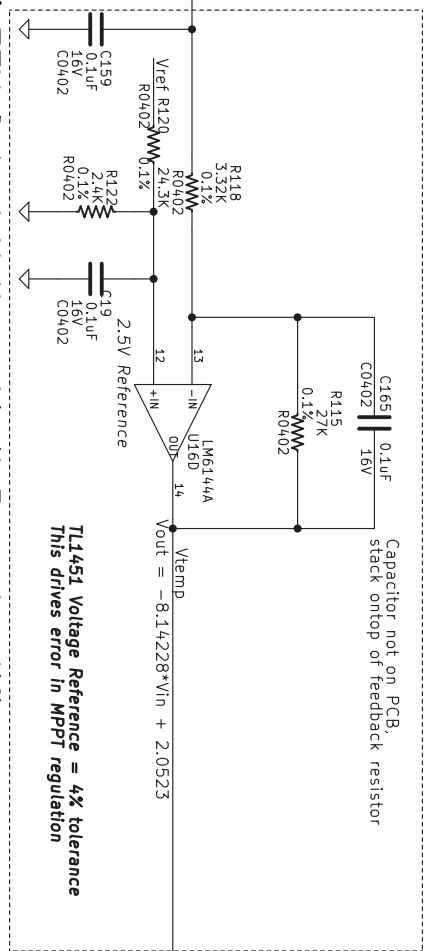 C165 0.1uF
C0402 16V
Capacitor not on PCB,
stack ontop of feedback resistor
R115
27K
0.1%
R0402
R118
3.32K
0.1%
R0402
LM6144A
U16D
13
-IN
12
+IN
OUT
14
Vtemp
Vout = -8.14228*Vin + 2.0523
Vref
R120 24.3K
R0402 0.1%
2.5V Reference
C159
0.1uF
16V
C0402
R122
2.4K
0.1%
R0402
C19
0.1uF
16V
C0402
TL1451 Voltage Reference = 4% tolerance
This drives error in MPPT regulation